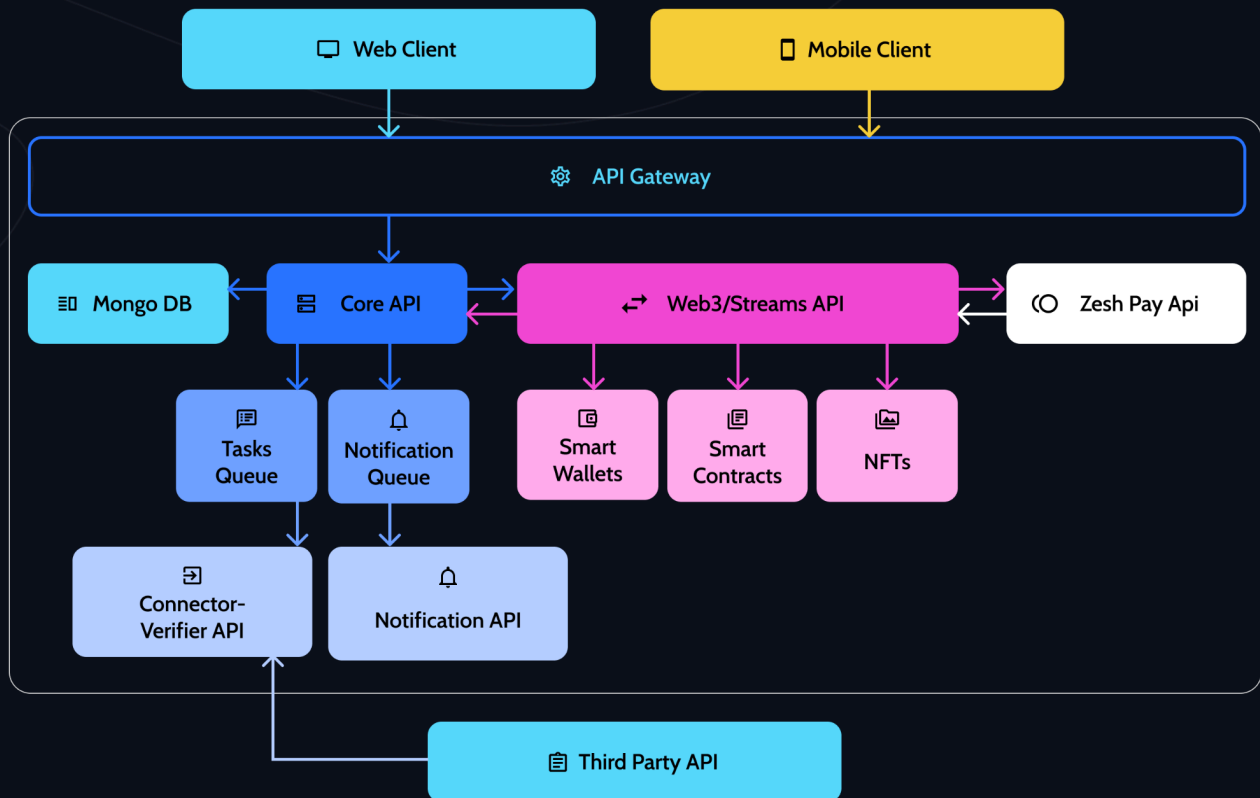 Web Client
Mobile Client
API Gateway
Mongo DB
Core API
Web3/Streams API
Zesh Pay Api
Tasks
Queue
Notification
Queue
Smart
Wallets
Smart
Contracts
NFTs
Connector-
Verifier API
Notification API
Third Party API